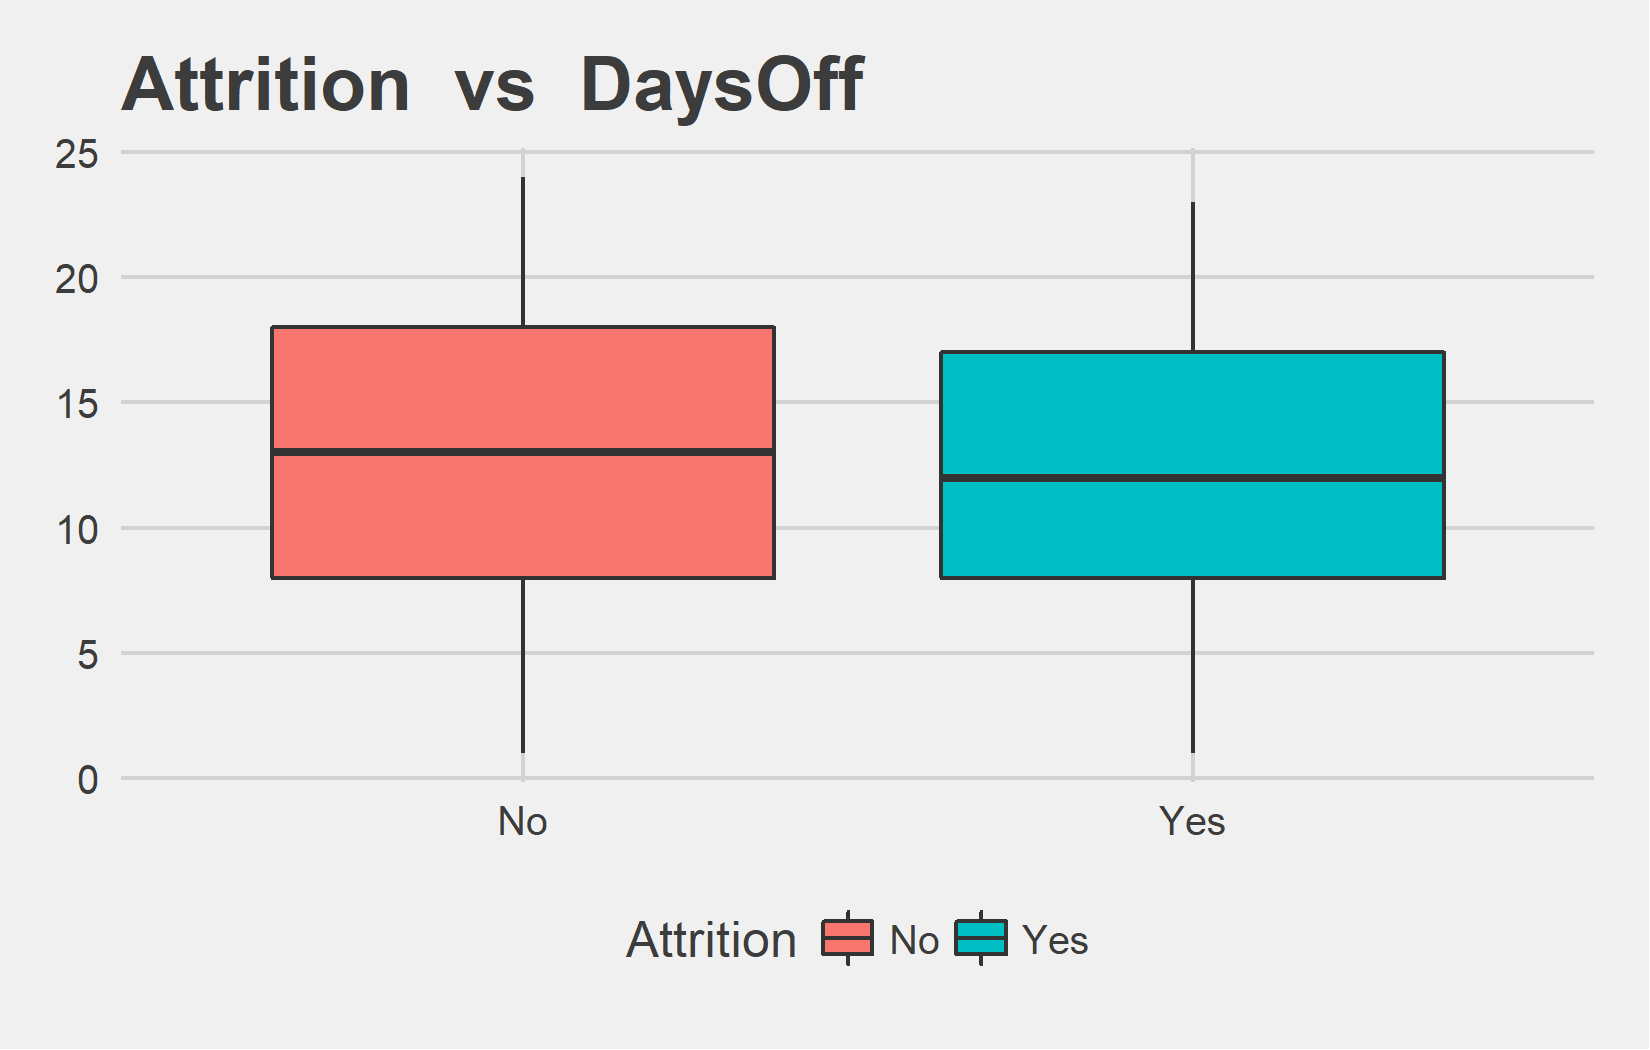 Attrition vs DaysOff
25
20
15
10
5
0
No Yes
Attrition No Yes